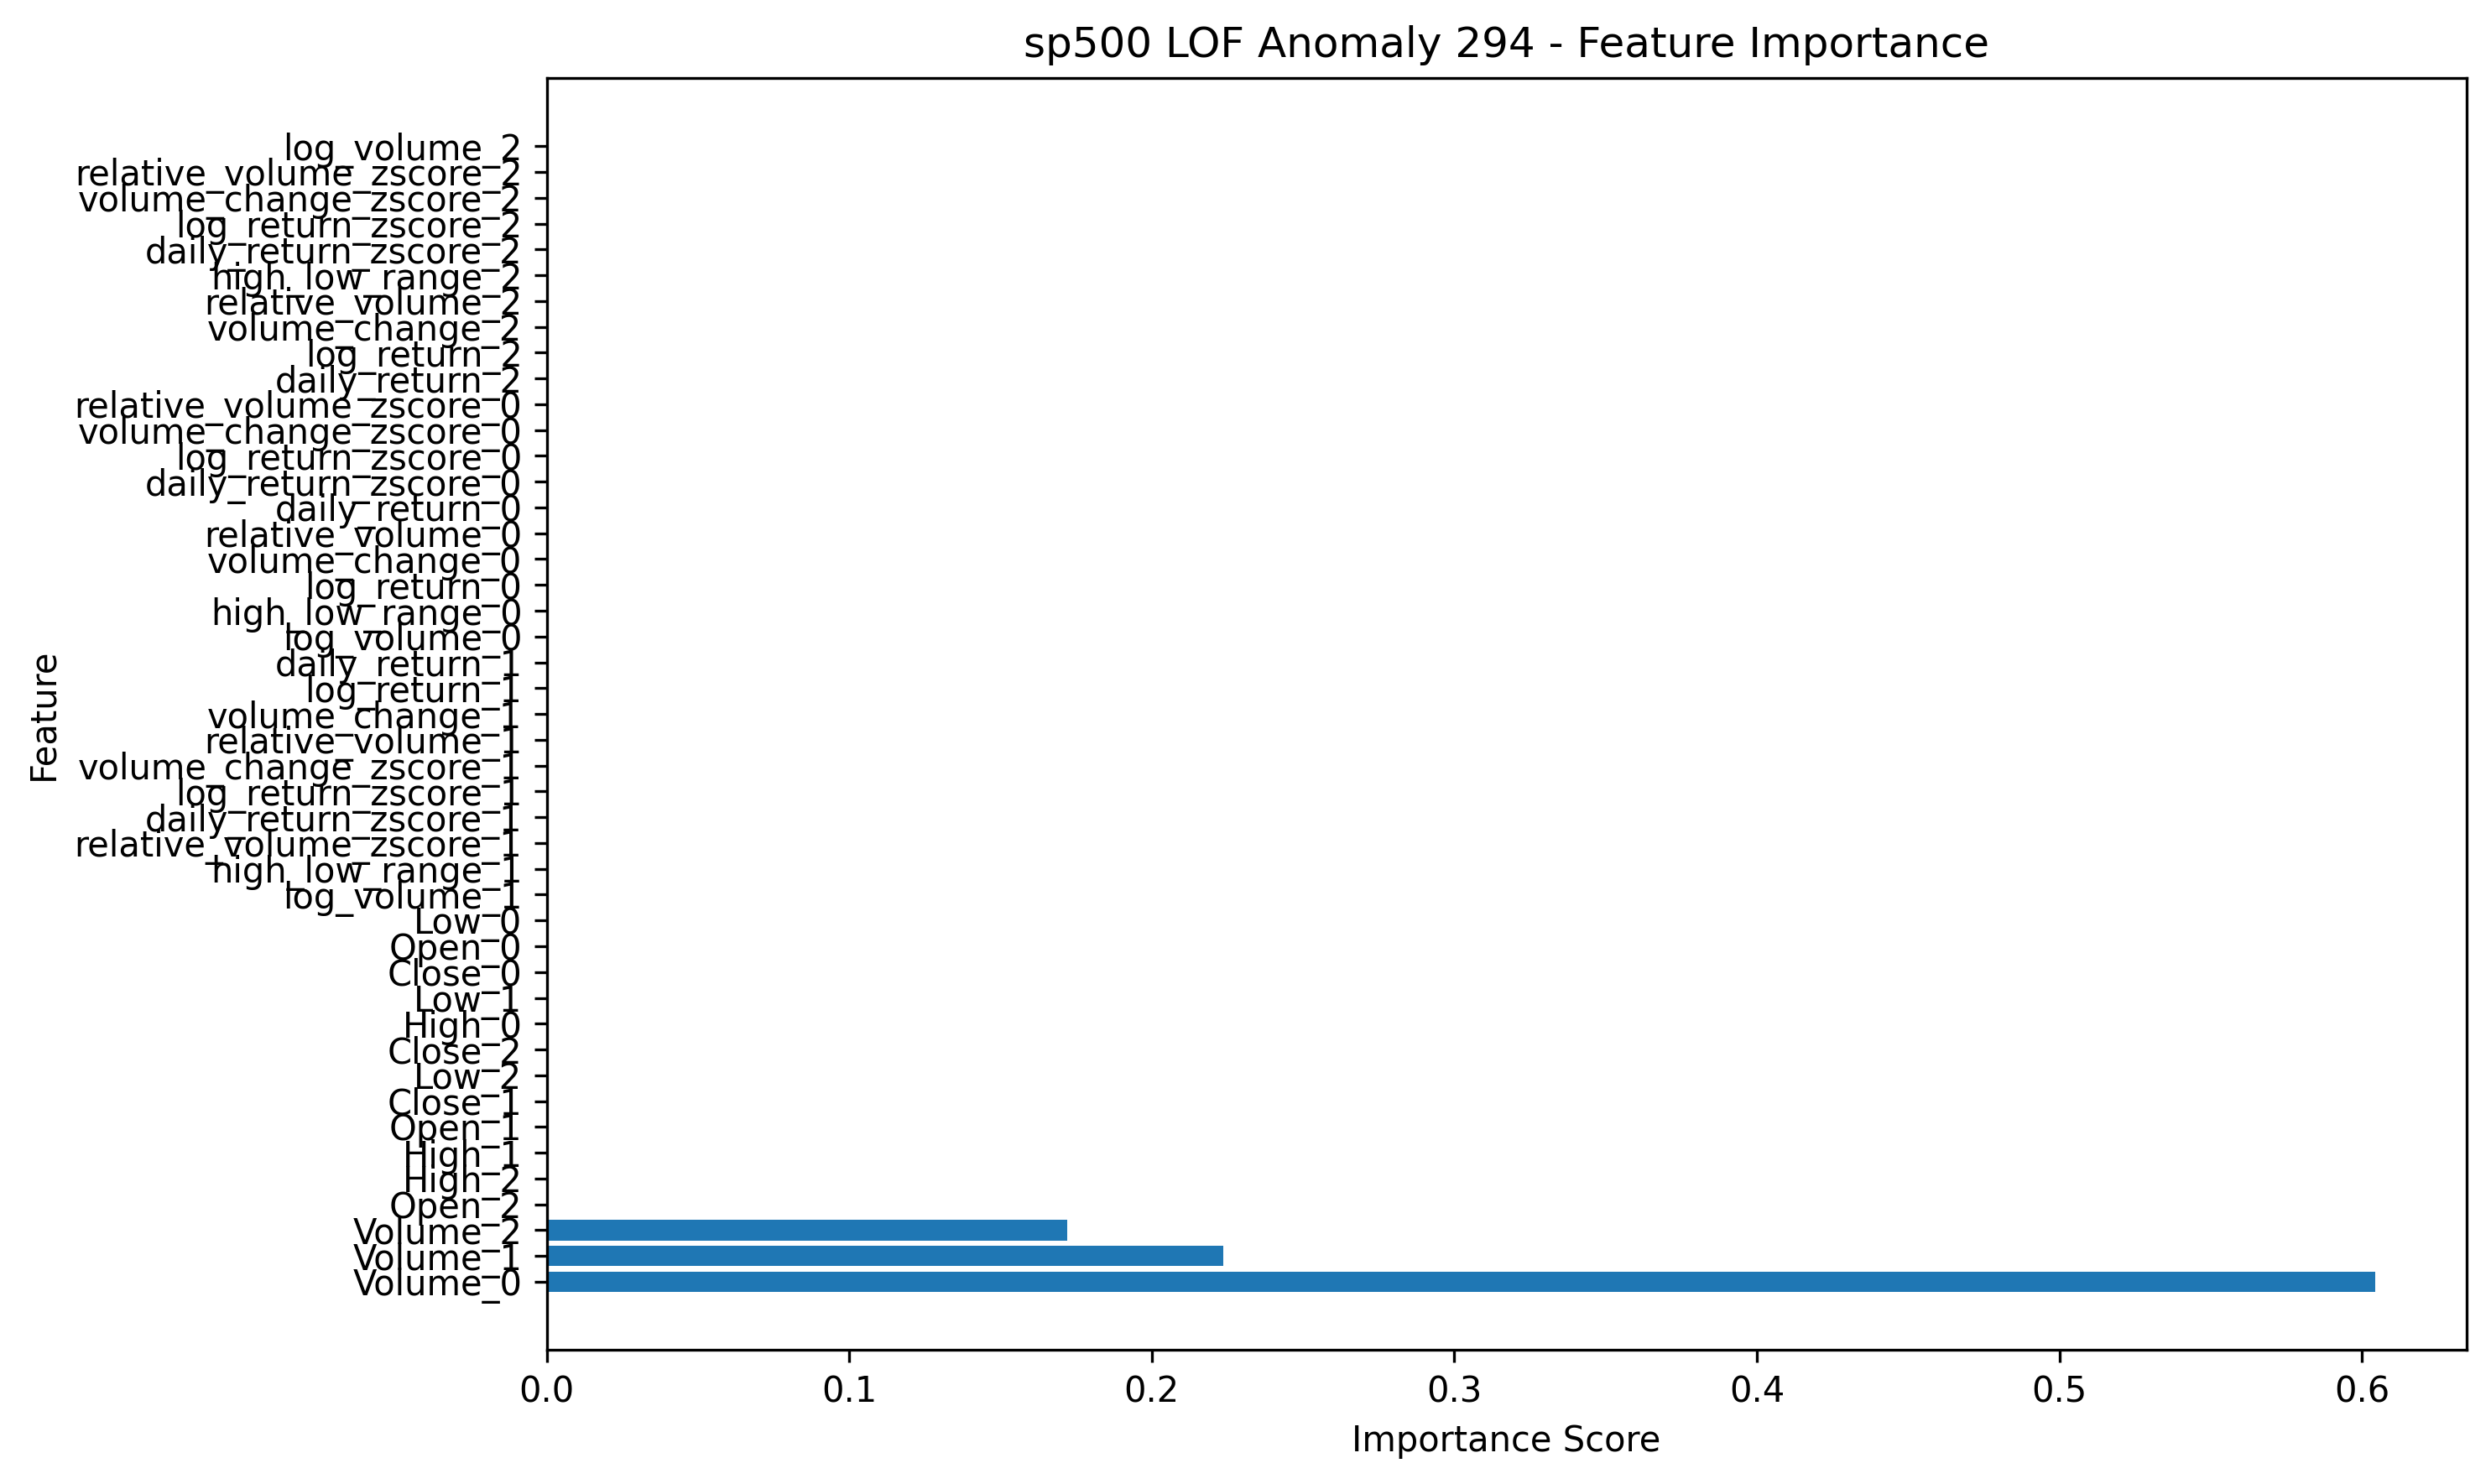 sp500 LOF Anomaly 294 - Feature Importance
log_volume_2
relative_volume_zscore_2
volume_change_zscore_2
log_return_zscore_2
daily_return_zscore_2
high_low_range_2
relative_volume_2
volume_change_2
log_return_2
daily_return_2
relative_volume_zscore_0
volume_change_zscore_0
log_return_zscore_0
daily_return_zscore_0
daily_return_0
relative_volume_0
volume_change_0
log_return_0
high_low_range_0
log_volume_0
daily_return_1
log_return_1
volume_change_1
relative_volume_1
volume_change_zscore_1
log_return_zscore_1
daily_return_zscore_1
relative_volume_zscore_1
high_low_range_1
log_volume_1
Low_0
Open_0
Close_0
Low_1
High_0
Close_2
Low_2
Close_1
Open_1
High_1
High_2
Open_2
Volume_2
Volume_1
Volume_0
Feature
0.0 0.1 0.2 0.3 0.4 0.5 0.6
Importance Score